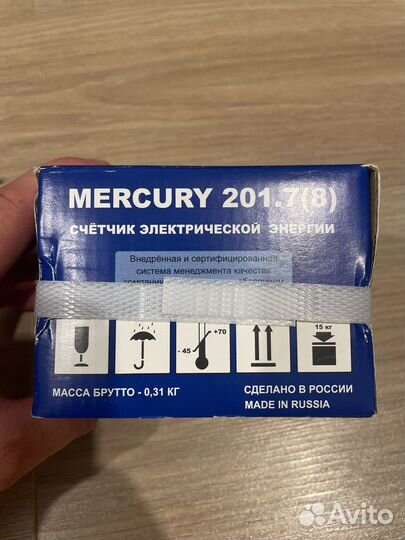 MERCURY 201.7(8)
СЧЁТЧИК ЭЛЕКТРИЧЕСКОЙ ЭНЕРГИИ
Внедрённая и сертифицированная
система менеджмента качества
+70
- 45
15 кг
МАССА БРУТТО - 0,31 КГ
СДЕЛАНО В РОССИИ
MADE IN RUSSIA
Avito